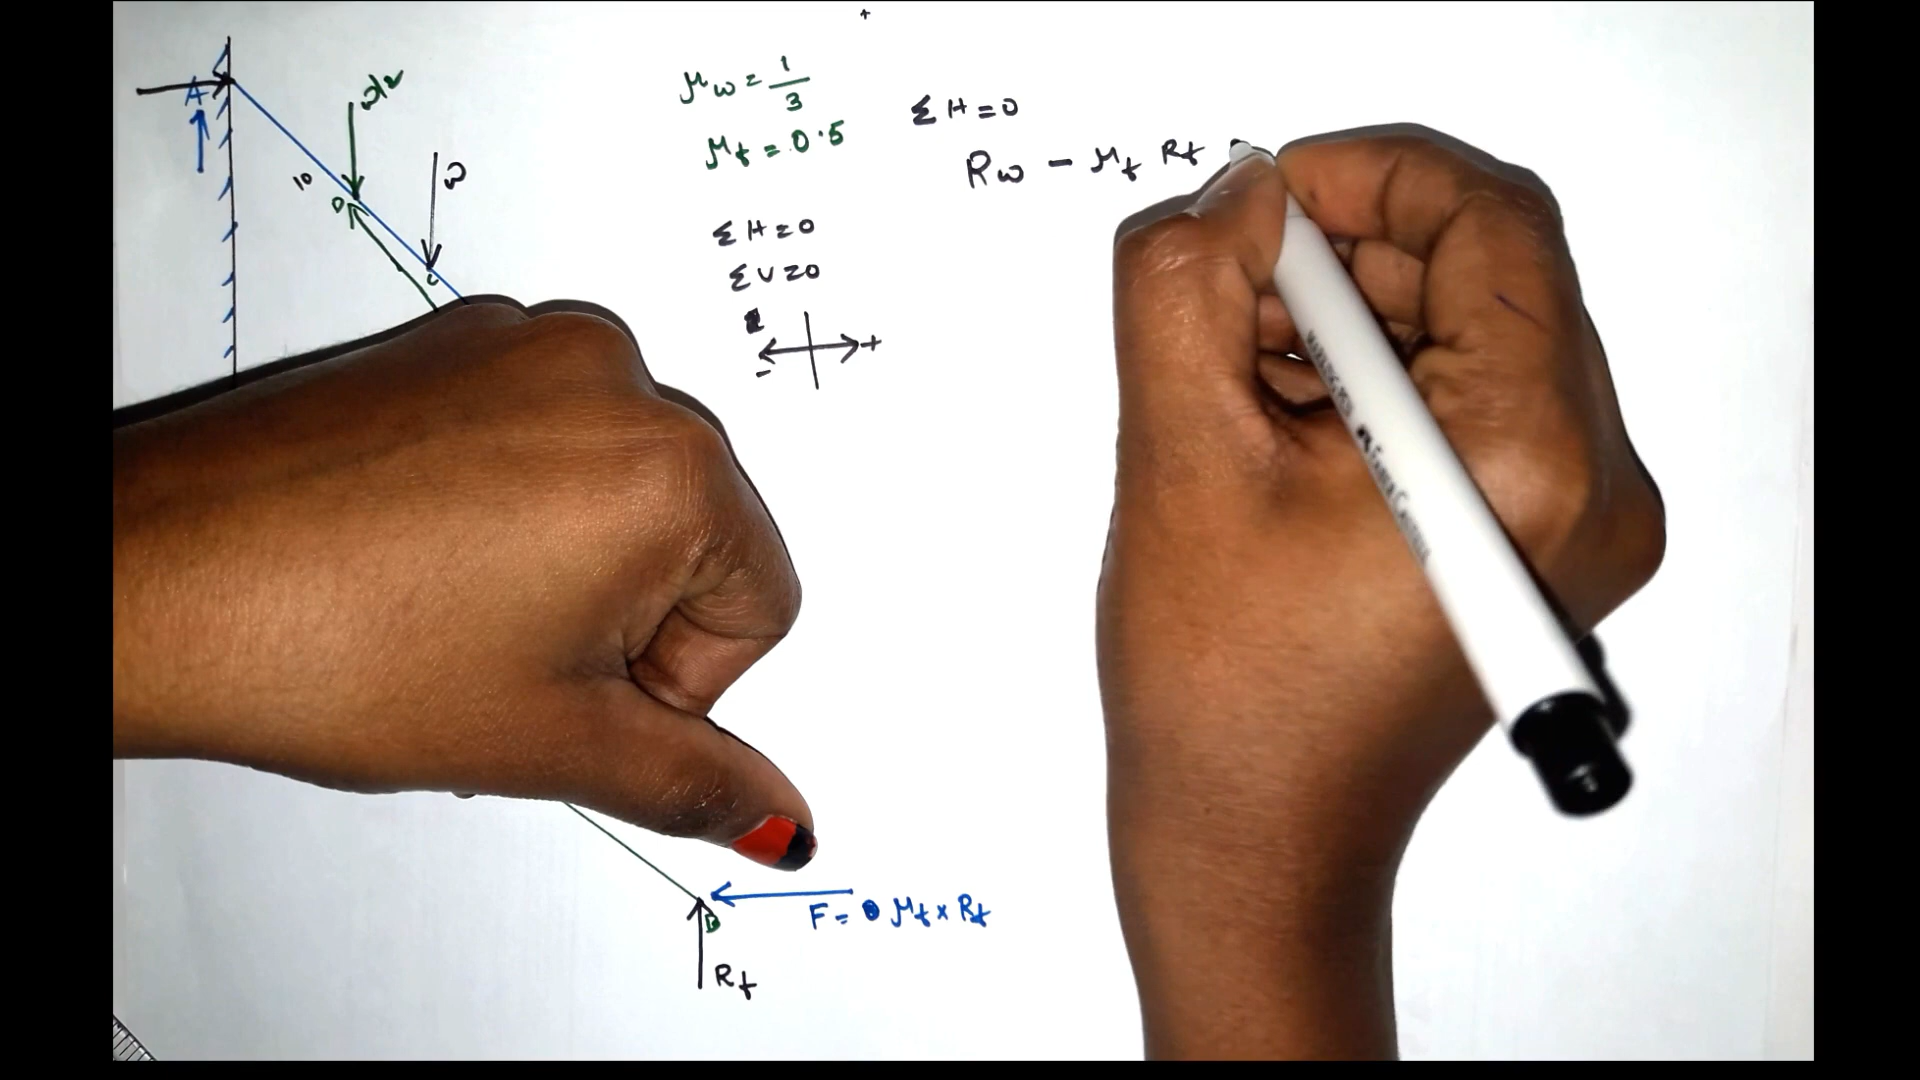 A
w/2
10
D
w
C
μw = 1/3
μf = 0.5
ΣH=0
ΣV=0
+
-
ΣH=0
Rw - μf Rf
B
F = μf × Rf
Rf